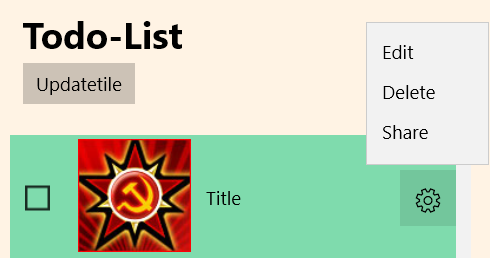 Todo-List
Updatetile
Edit
Delete
Share
Title